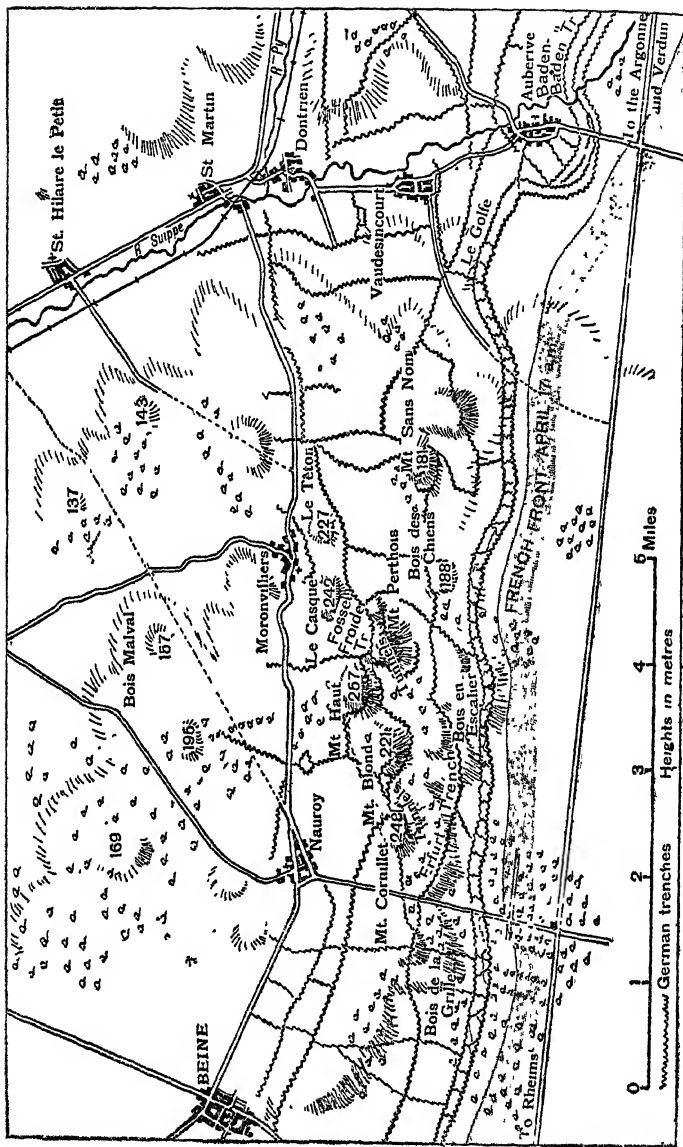 St. Hilaire le Petit
St Martin
R. Py
Dontrien
R Suippe
Vaudesincourt
Auberive
Baden-
Baden Tr.
To the Argonne
and Verdun
Le Golfe
137
143
Bois Malval
157
195
169
Moronvilliers
Le Téton
227
Le Casque
242
Fosse
Froide
Tr.
Mt Sans Nom
181
Bois des
Chiens
Mt Perthois
188
Mt Haut
257
Mt. Blond
221
Mt. Cornillet
Bois en
Escalier
Erfurt Trench
Nauroy
BEINE
Bois de la
Grille
FRENCH FRONT APRIL 17
To Rheims
0 1 2 3 4 5 Miles
German trenches
Heights in metres